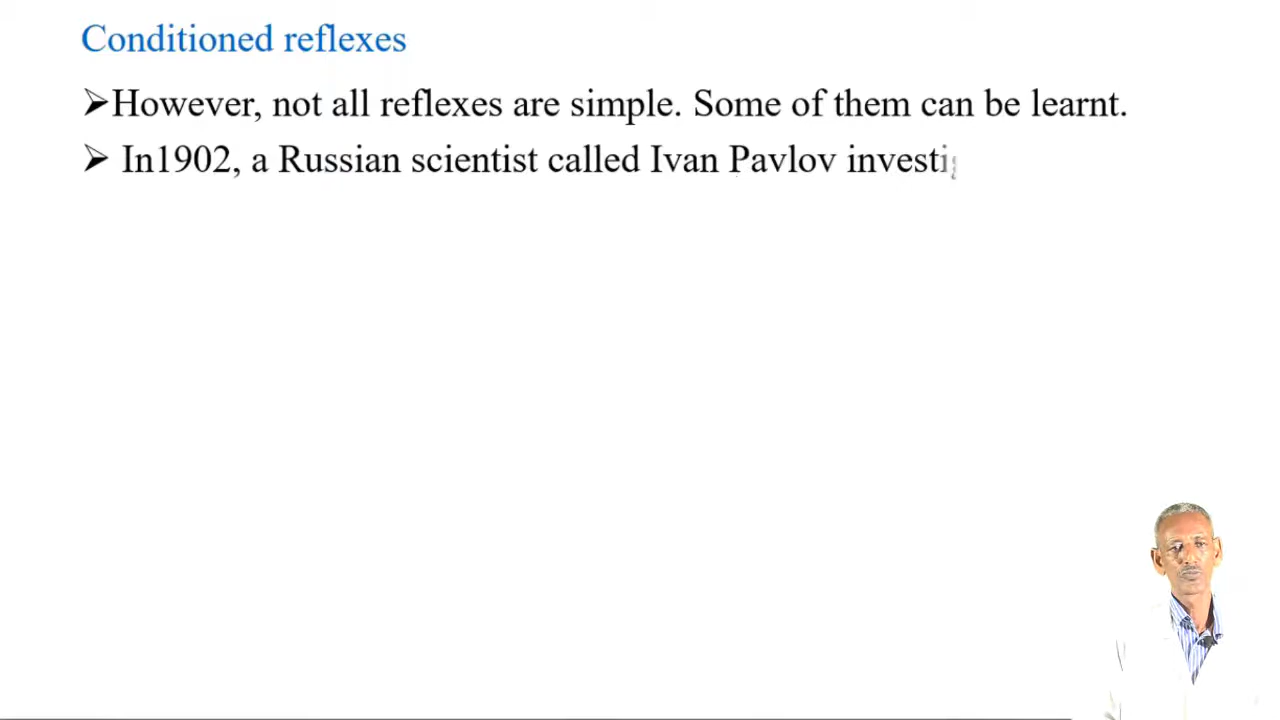 Conditioned reflexes
➢However, not all reflexes are simple. Some of them can be learnt.
➢ In1902, a Russian scientist called Ivan Pavlov investig